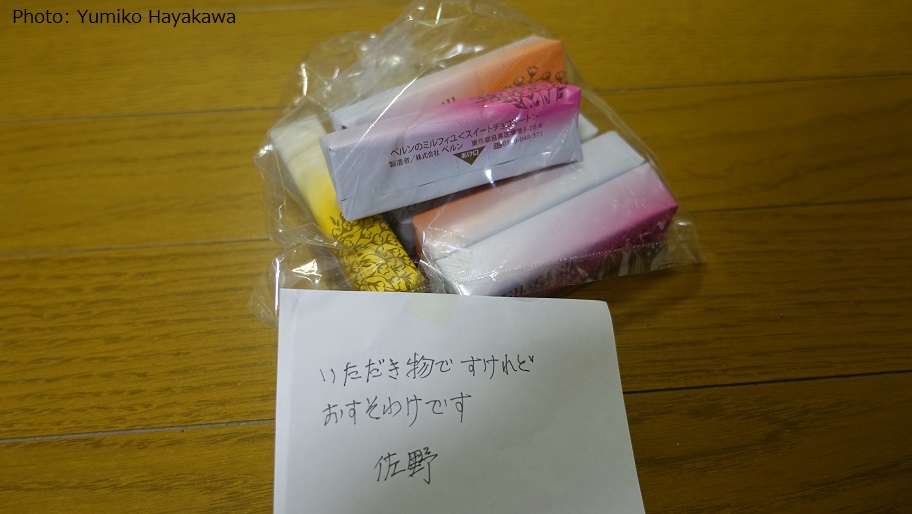 Photo: Yumiko Hayakawa
ベルンのミルフィユ<スイートチョコレート>
製造者/株式会社 ベルン
いただき物ですけれど
おすそわけです
佐野